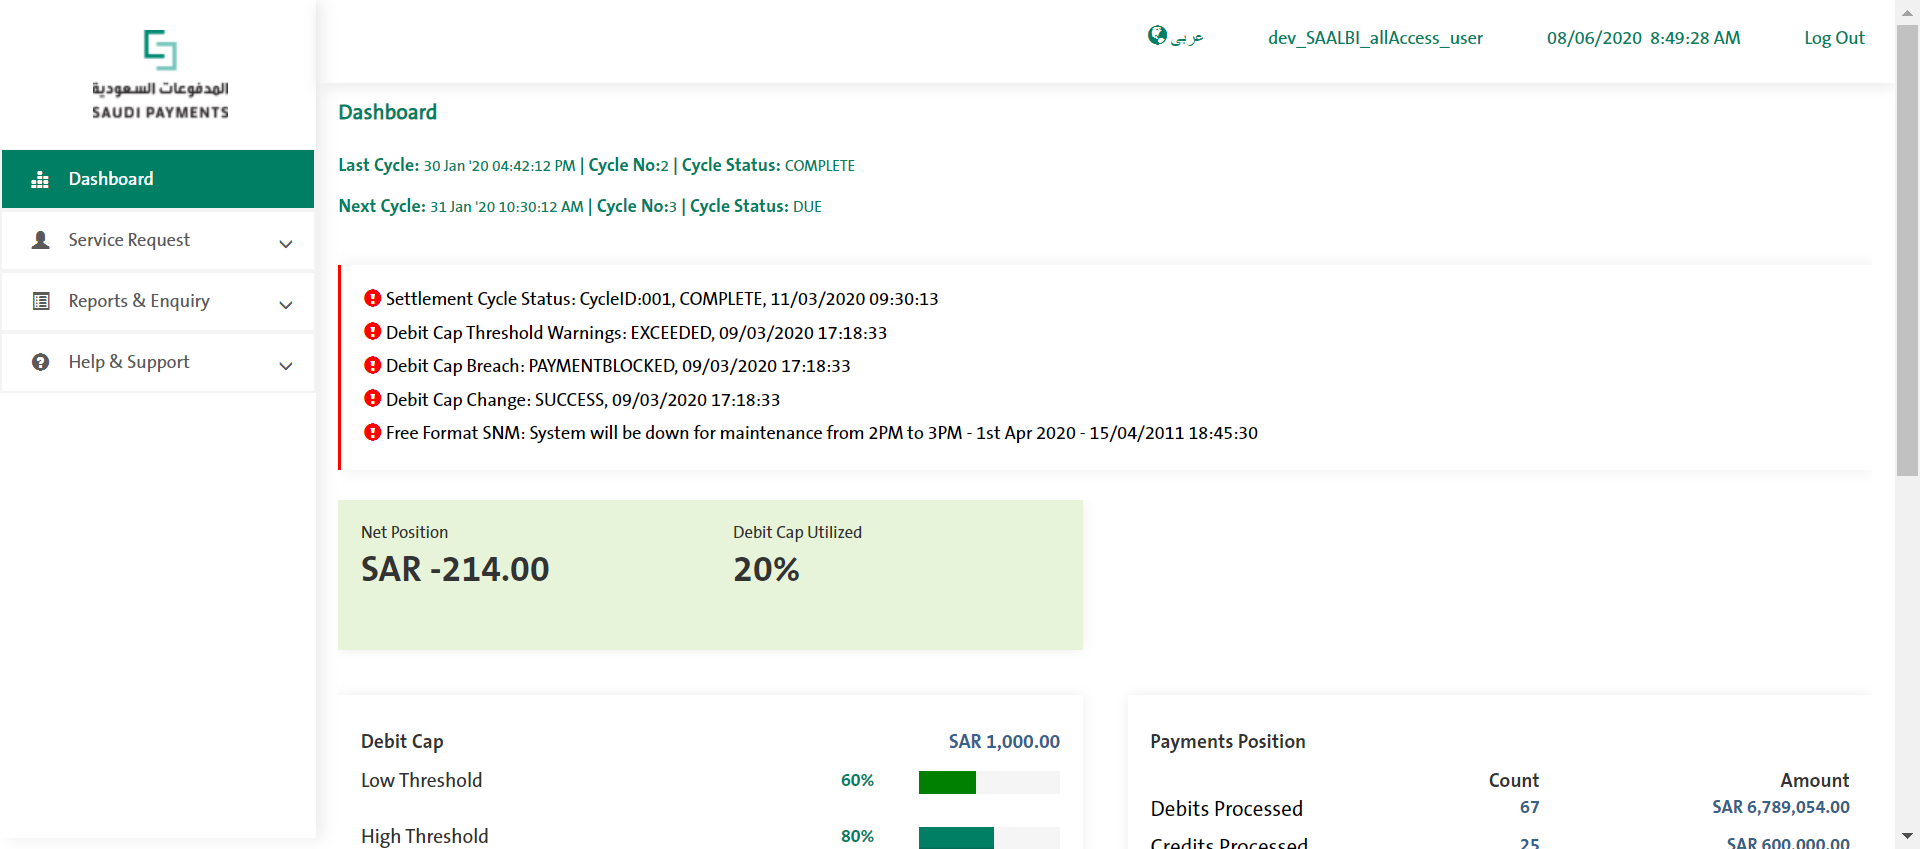 المدفوعات السعودية
SAUDI PAYMENTS
عربي
dev_SAALBI_allAccess_user
08/06/2020 8:49:28 AM
Log Out
Dashboard
Service Request
Reports & Enquiry
Help & Support
Dashboard
Last Cycle: 30 Jan '20 04:42:12 PM | Cycle No:2 | Cycle Status: COMPLETE
Next Cycle: 31 Jan '20 10:30:12 AM | Cycle No:3 | Cycle Status: DUE
Settlement Cycle Status: CycleID:001, COMPLETE, 11/03/2020 09:30:13
Debit Cap Threshold Warnings: EXCEEDED, 09/03/2020 17:18:33
Debit Cap Breach: PAYMENTBLOCKED, 09/03/2020 17:18:33
Debit Cap Change: SUCCESS, 09/03/2020 17:18:33
Free Format SNM: System will be down for maintenance from 2PM to 3PM - 1st Apr 2020 - 15/04/2011 18:45:30
Net Position
SAR -214.00
Debit Cap Utilized
20%
Debit Cap SAR 1,000.00
Low Threshold 60%
High Threshold 80%
Payments Position
Count Amount
Debits Processed 67 SAR 6,789,054.00
Credits Processed 25 SAR 600,000.00